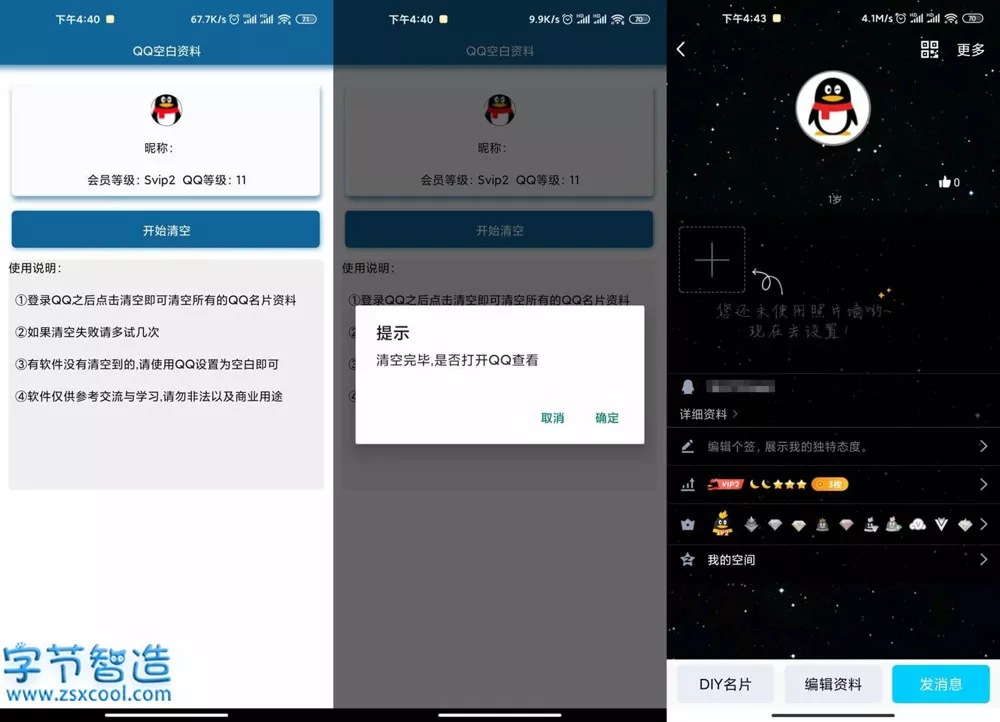 下午4:40
67.7K/s
71
QQ空白资料
昵称:
会员等级: Svip2 QQ等级: 11
开始清空
使用说明:
①登录QQ之后点击清空即可清空所有的QQ名片资料
②如果清空失败请多试几次
③有软件没有清空到的,请使用QQ设置为空白即可
④软件仅供参考交流与学习,请勿非法以及商业用途
字节智造
www.zsxcool.com
下午4:40
9.9K/s
70
QQ空白资料
昵称:
会员等级: Svip2 QQ等级: 11
开始清空
使用说明:
①登录QQ之后点击清空即可清空所有的QQ名片资料
提示
清空完毕,是否打开QQ查看
取消
确定
下午4:43
4.1M/s
70
更多
0
1岁
您还未使用照片墙哟~
现在去设置!
详细资料
编辑个签, 展示我的独特态度。
VIP2
3枚
我的空间
DIY名片
编辑资料
发消息